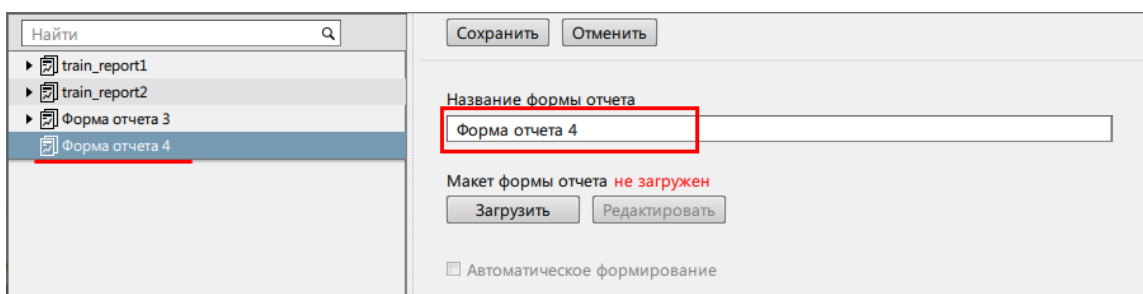 Найти
train_report1
train_report2
Форма отчета 3
Форма отчета 4
Сохранить Отменить
Название формы отчета
Форма отчета 4
Макет формы отчета не загружен
Загрузить Редактировать
Автоматическое формирование